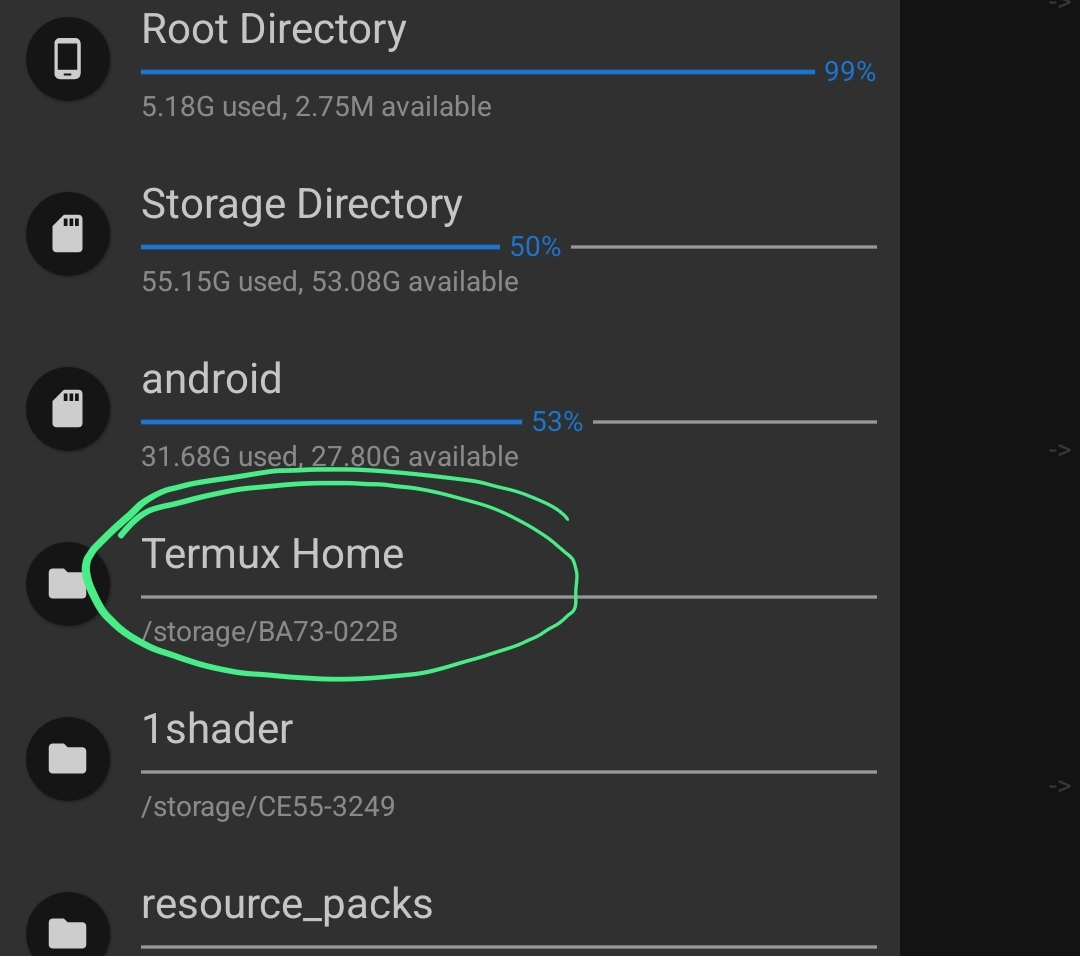 Root Directory
99%
5.18G used, 2.75M available
Storage Directory
50%
55.15G used, 53.08G available
android
53%
31.68G used, 27.80G available
Termux Home
/storage/BA73-022B
1shader
/storage/CE55-3249
resource_packs
->
->
->